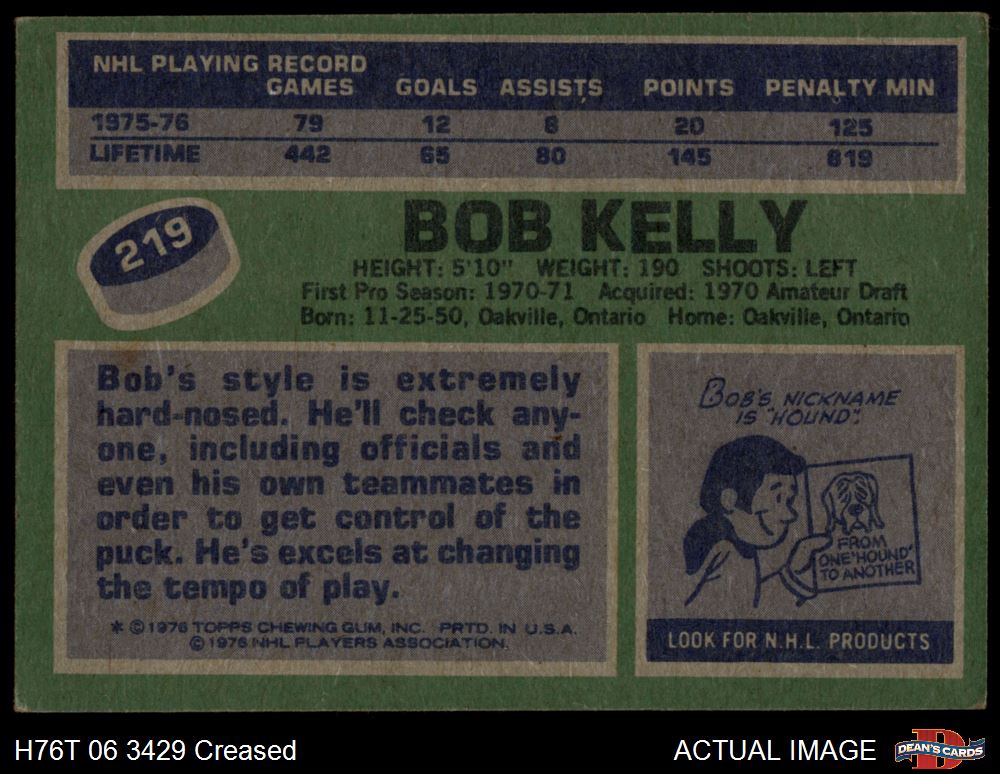 NHL PLAYING RECORD
GAMES GOALS ASSISTS POINTS PENALTY MIN
1975-76 79 12 8 20 125
LIFETIME 442 65 80 145 819
219
BOB KELLY
HEIGHT: 5'10" WEIGHT: 190 SHOOTS: LEFT
First Pro Season: 1970-71 Acquired: 1970 Amateur Draft
Born: 11-25-50, Oakville, Ontario Home: Oakville, Ontario
Bob's style is extremely
hard-nosed. He'll check any-
one, including officials and
even his own teammates in
order to get control of the
puck. He's excels at changing
the tempo of play.
* © 1976 TOPPS CHEWING GUM, INC. PRTD. IN U.S.A.
© 1976 NHL PLAYERS ASSOCIATION.
BOB'S NICKNAME
IS "HOUND".
FROM
ONE 'HOUND'
TO ANOTHER
LOOK FOR N.H.L. PRODUCTS
H76T 06 3429 Creased
ACTUAL IMAGE
D
DEAN'S CARDS